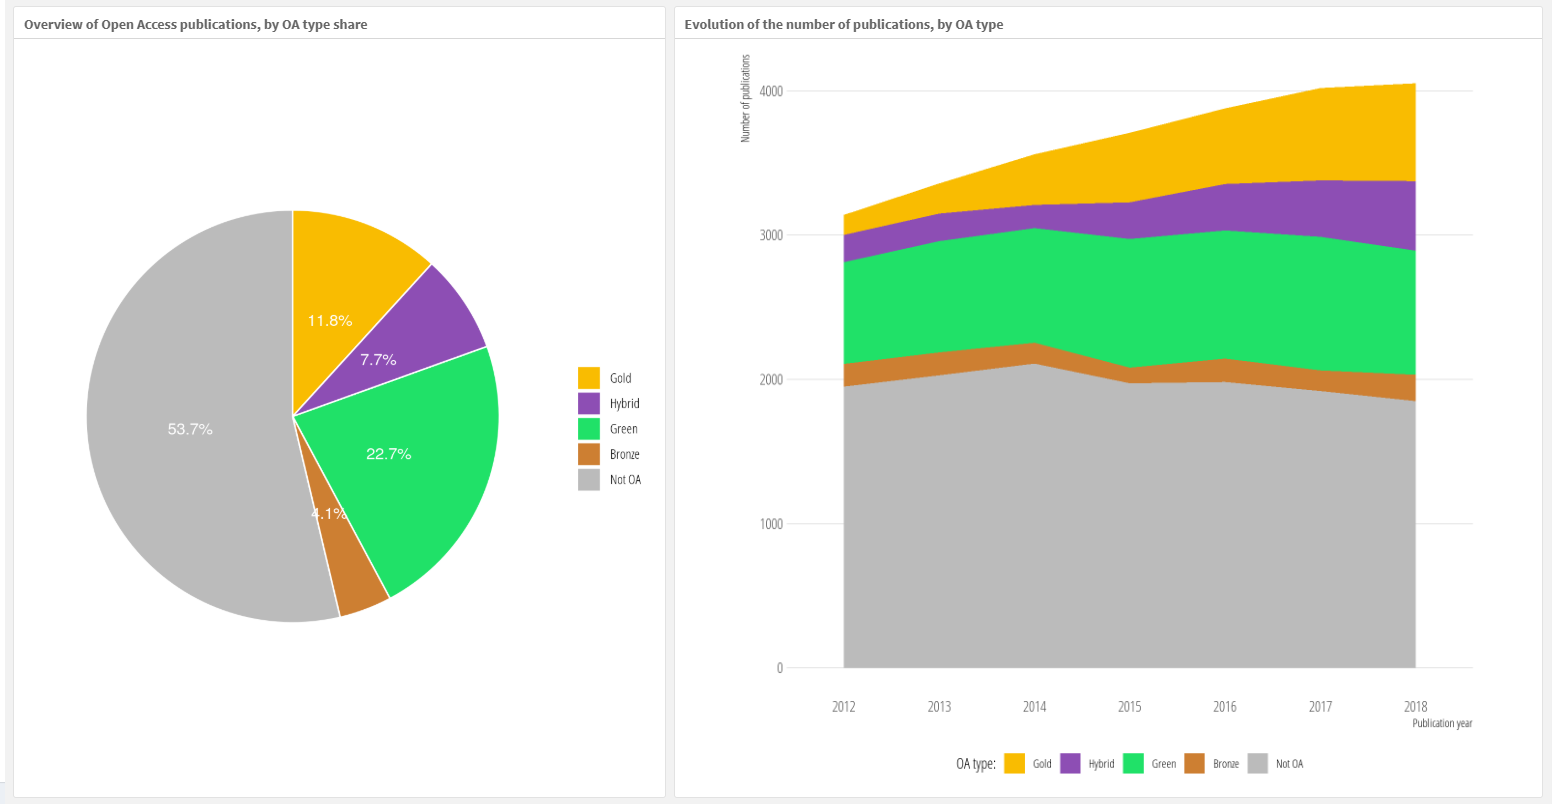 Overview of Open Access publications, by OA type share
11.8%
7.7%
53.7%
22.7%
4.1%
Gold
Hybrid
Green
Bronze
Not OA
Evolution of the number of publications, by OA type
Number of publications
4000
3000
2000
1000
0
2012 2013 2014 2015 2016 2017 2018
Publication year
OA type: Gold Hybrid Green Bronze Not OA